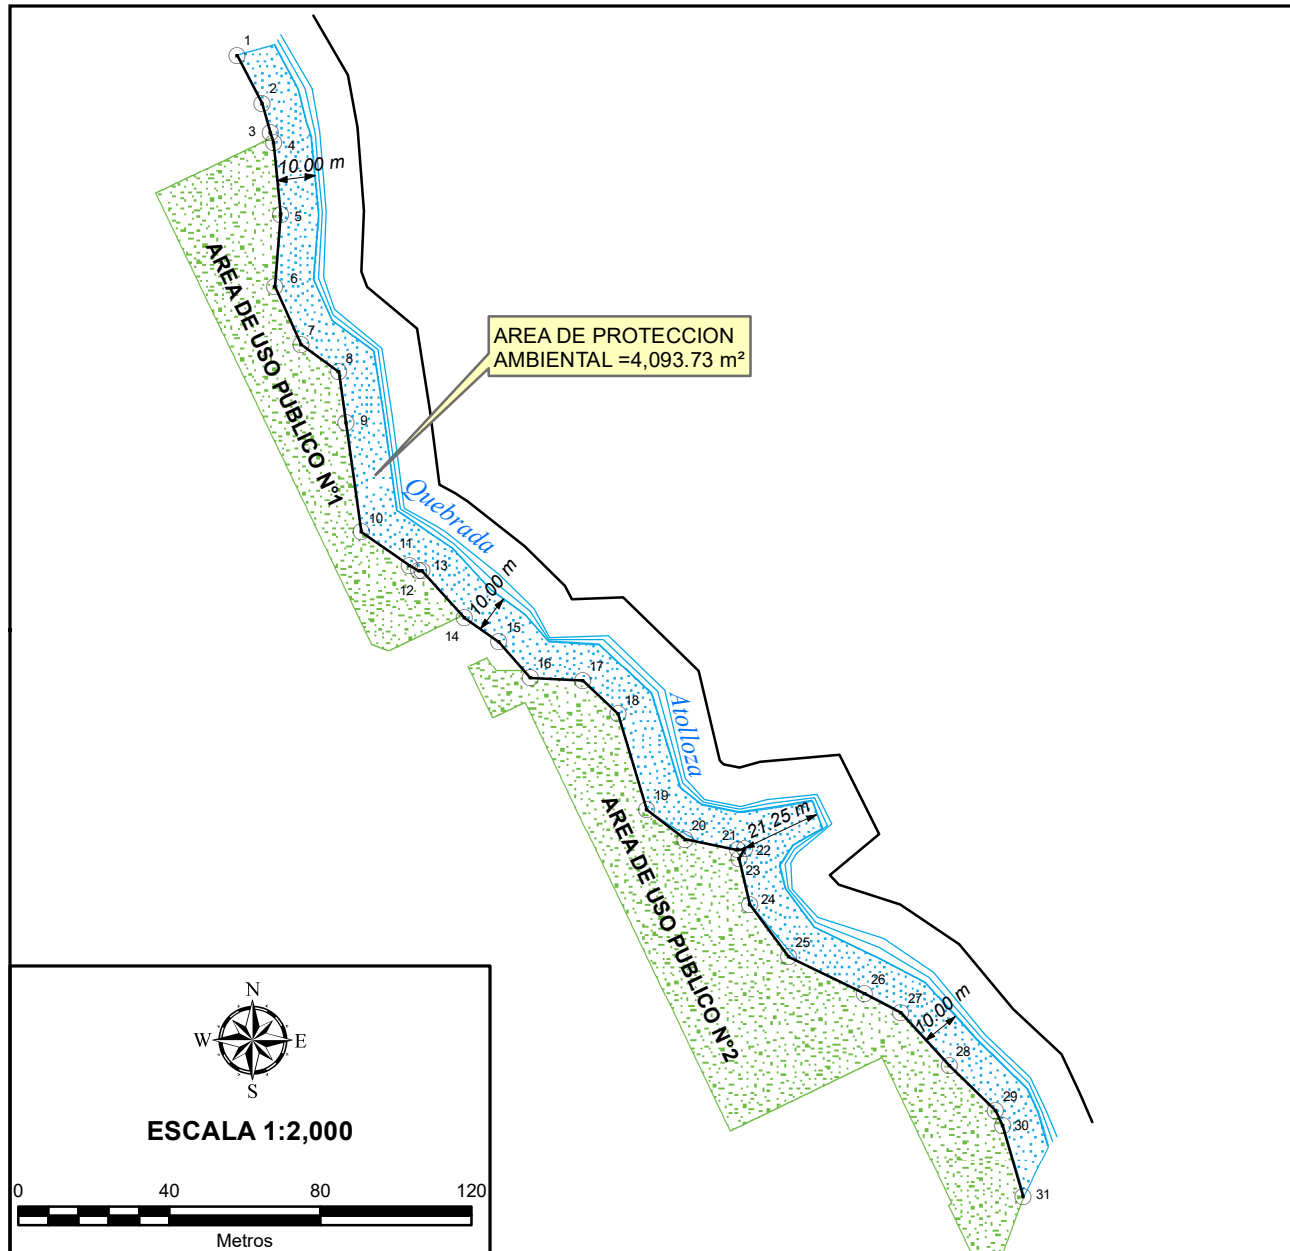 1
2
3
4
10.00 m
5
6
7
8
9
AREA DE USO PUBLICO N°1
AREA DE PROTECCION
AMBIENTAL =4,093.73 m²
Quebrada
10
11
12
13
10.00 m
14
15
16
17
18
Atolloza
19
20
21
21.25 m
22
23
24
25
26
27
AREA DE USO PUBLICO N°2
10.00 m
28
29
30
31
N
W
E
S
ESCALA 1:2,000
0 40 80 120
Metros